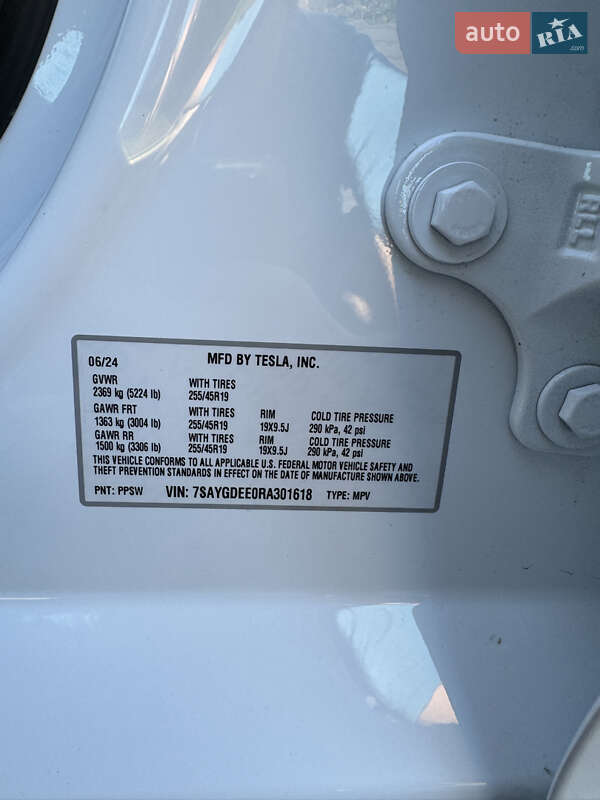 auto RIA.com
RLL
06/24 MFD BY TESLA, INC.
GVWR WITH TIRES
2369 kg (5224 lb) 255/45R19
GAWR FRT WITH TIRES RIM COLD TIRE PRESSURE
1363 kg (3004 lb) 255/45R19 19X9.5J 290 kPa, 42 psi
GAWR RR WITH TIRES RIM COLD TIRE PRESSURE
1500 kg (3306 lb) 255/45R19 19X9.5J 290 kPa, 42 psi
THIS VEHICLE CONFORMS TO ALL APPLICABLE U.S. FEDERAL MOTOR VEHICLE SAFETY AND
THEFT PREVENTION STANDARDS IN EFFECT ON THE DATE OF MANUFACTURE SHOWN ABOVE.
PNT: PPSW VIN: 7SAYGDEE0RA301618 TYPE: MPV